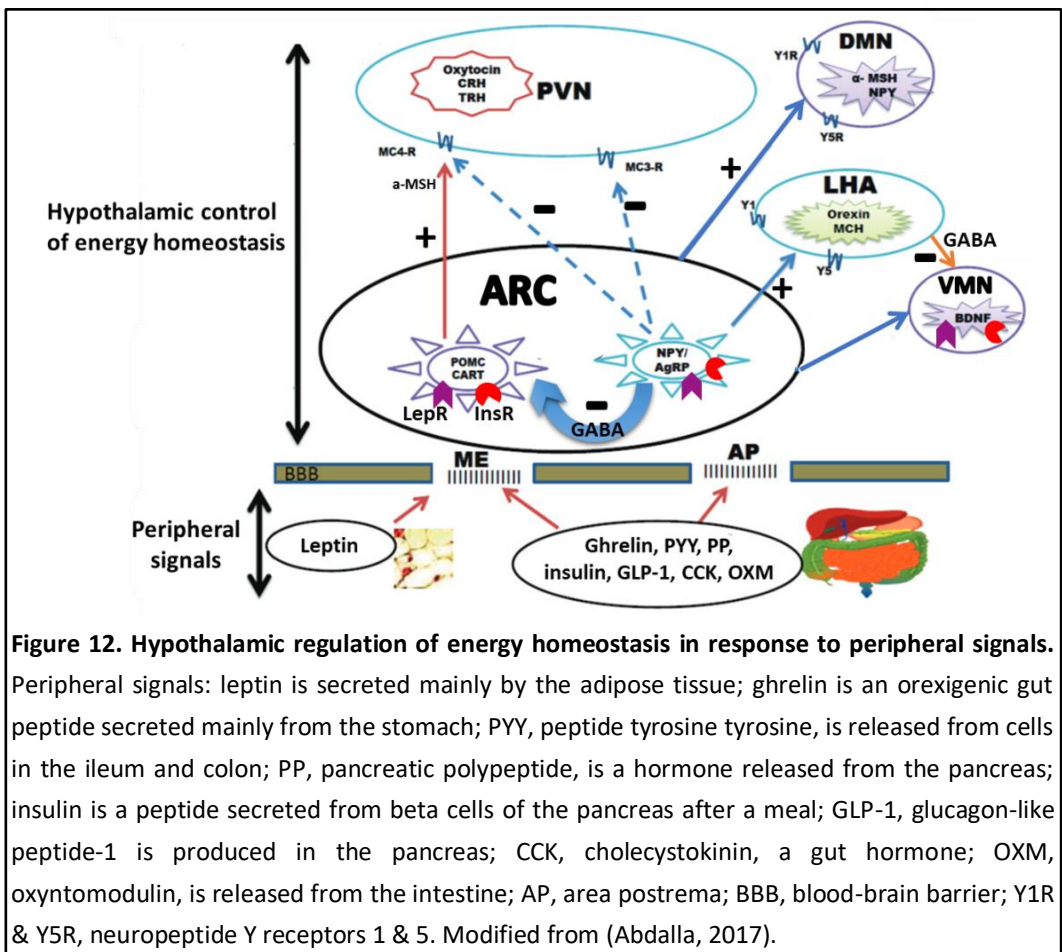 Oxytocin
CRH
TRH
PVN
Y1R
DMN
α- MSH
NPY
Y5R
MC4-R
MC3-R
a-MSH
+
-
-
+
LHA
Y1
Orexin
MCH
Y5
GABA
-
Hypothalamic control
of energy homeostasis
ARC
+
VMN
BDNF
POMC
CART
NPY/
AgRP
LepR
InsR
-
GABA
BBB
ME
AP
Peripheral
signals
Leptin
Ghrelin, PYY, PP,
insulin, GLP-1, CCK, OXM
Figure 12. Hypothalamic regulation of energy homeostasis in response to peripheral signals.
Peripheral signals: leptin is secreted mainly by the adipose tissue; ghrelin is an orexigenic gut
peptide secreted mainly from the stomach; PYY, peptide tyrosine tyrosine, is released from cells
in the ileum and colon; PP, pancreatic polypeptide, is a hormone released from the pancreas;
insulin is a peptide secreted from beta cells of the pancreas after a meal; GLP-1, glucagon-like
peptide-1 is produced in the pancreas; CCK, cholecystokinin, a gut hormone; OXM,
oxyntomodulin, is released from the intestine; AP, area postrema; BBB, blood-brain barrier; Y1R
& Y5R, neuropeptide Y receptors 1 & 5. Modified from (Abdalla, 2017).